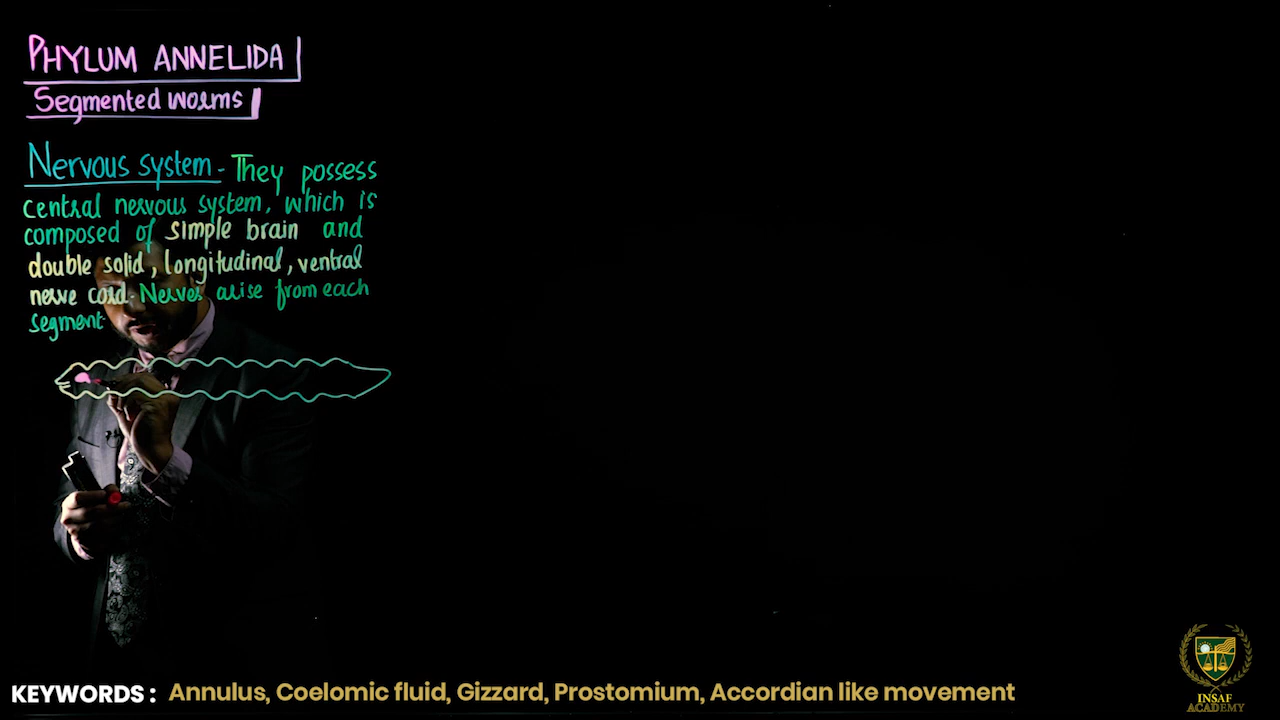 PHYLUM ANNELIDA
Segmented worms
Nervous system - They possess
central nervous system, which is
composed of simple brain and
double solid, longitudinal, ventral
nerve cord. Nerves arise from each
segment
KEYWORDS : Annulus, Coelomic fluid, Gizzard, Prostomium, Accordian like movement
INSAF
ACADEMY